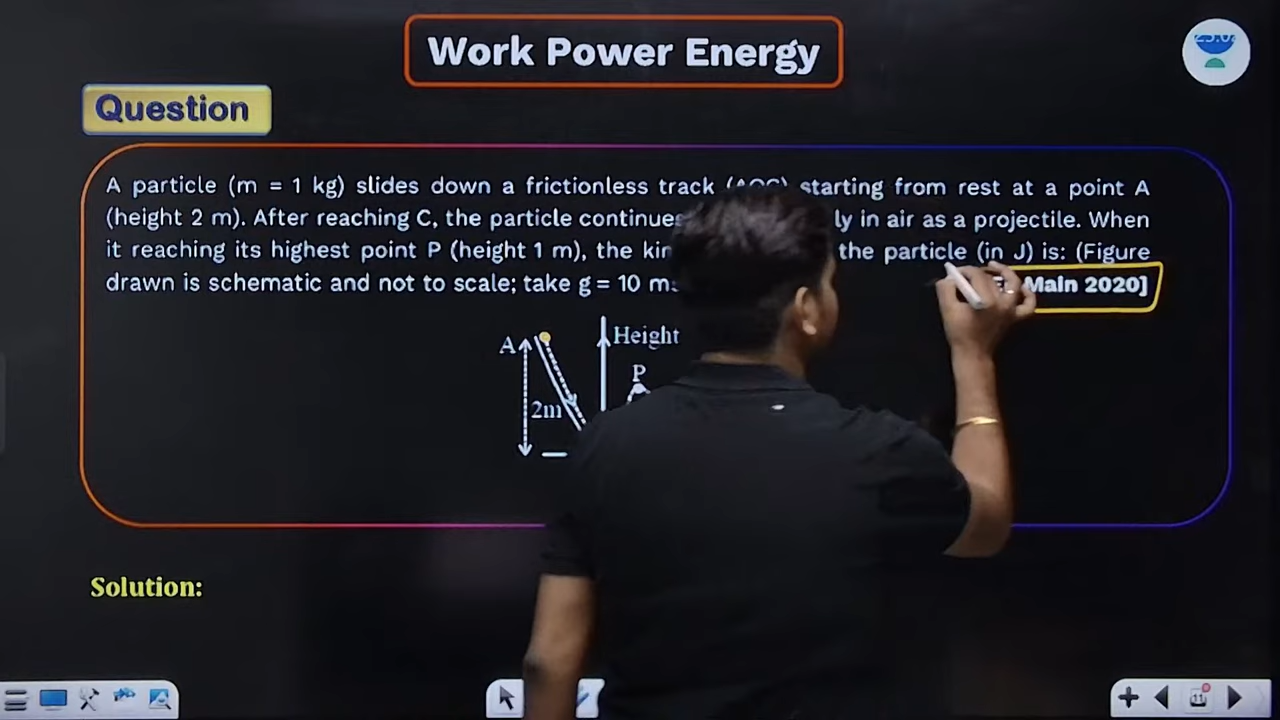 Work Power Energy
Question
A particle (m = 1 kg) slides down a frictionless track starting from rest at a point A
(height 2 m). After reaching C, the particle continues in air as a projectile. When
it reaching its highest point P (height 1 m), the the particle (in J) is: (Figure
drawn is schematic and not to scale; take g = 10 Main 2020]
A
Height
P
2m
Solution:
11